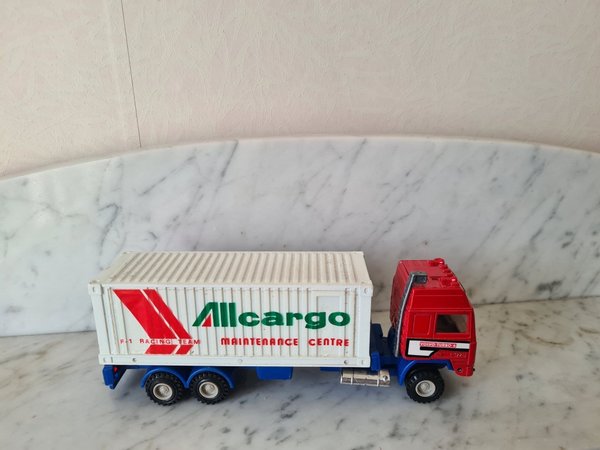 Allcargo
F-1 RACING TEAM
MAINTENANCE CENTRE